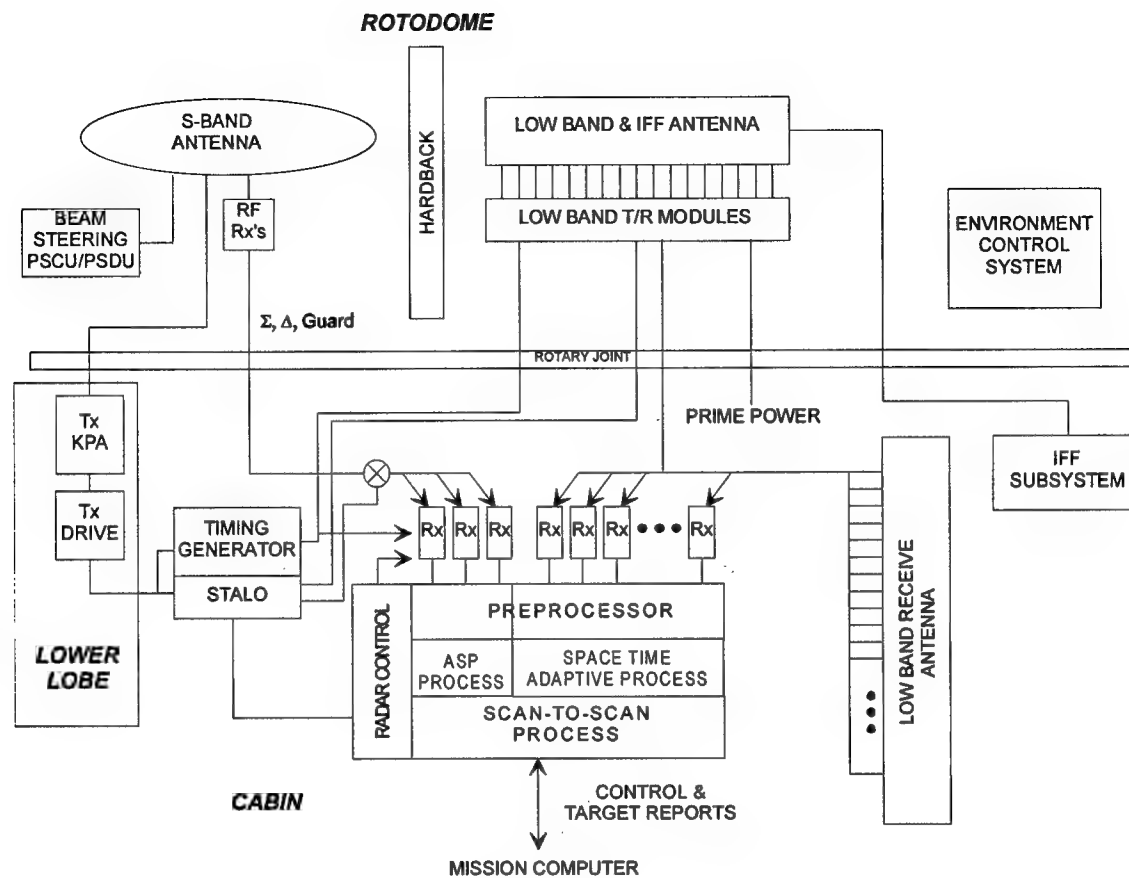 ROTODOME
S-BAND
ANTENNA
HARDBACK
LOW BAND & IFF ANTENNA
LOW BAND T/R MODULES
BEAM
STEERING
PSCU/PSDU
RF
Rx's
ENVIRONMENT
CONTROL
SYSTEM
Σ, Δ, Guard
ROTARY JOINT
PRIME POWER
Tx
KPA
Tx
DRIVE
TIMING
GENERATOR
STALO
Rx
Rx
Rx
Rx
Rx
Rx
Rx
IFF
SUBSYSTEM
LOW BAND RECEIVE
ANTENNA
RADAR CONTROL
PREPROCESSOR
ASP
PROCESS
SPACE TIME
ADAPTIVE PROCESS
SCAN-TO-SCAN
PROCESS
LOWER
LOBE
CABIN
CONTROL &
TARGET REPORTS
MISSION COMPUTER